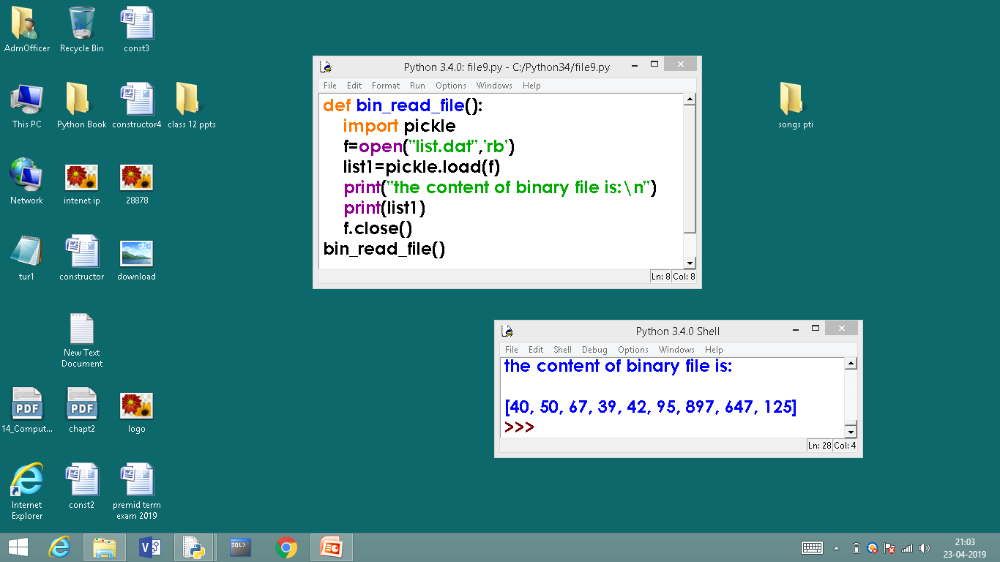 AdmOfficer
Recycle Bin
const3
This PC
Python Book
constructor4
class 12 ppts
songs pti
Network
intenet ip
28878
tur1
constructor
download
New Text
Document
PDF
14_Comput...
PDF
chapt2
logo
Internet
Explorer
const2
premid term
exam 2019
Python 3.4.0: file9.py - C:/Python34/file9.py
File Edit Format Run Options Windows Help
def bin_read_file():
    import pickle
    f=open("list.dat",'rb')
    list1=pickle.load(f)
    print("the content of binary file is:\n")
    print(list1)
    f.close()
bin_read_file()
Ln: 8 Col: 8
Python 3.4.0 Shell
File Edit Shell Debug Options Windows Help
the content of binary file is:
[40, 50, 67, 39, 42, 95, 897, 647, 125]
>>>
Ln: 28 Col: 4
SQL>
21:03
23-04-2019